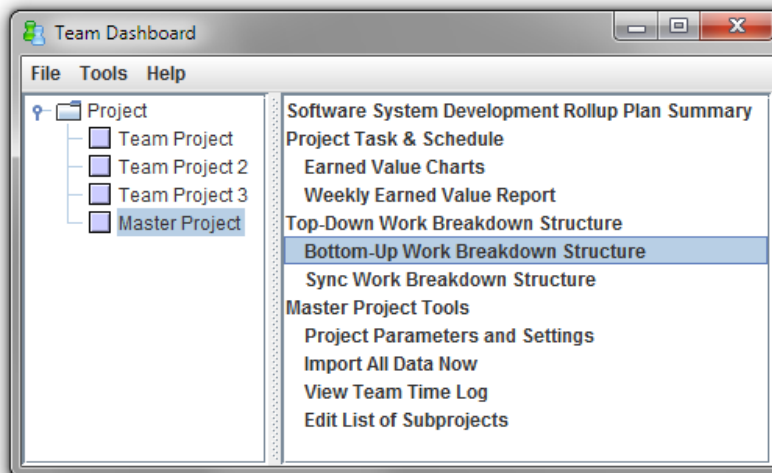 Team Dashboard
File Tools Help
Project
Team Project
Team Project 2
Team Project 3
Master Project
Software System Development Rollup Plan Summary
Project Task & Schedule
Earned Value Charts
Weekly Earned Value Report
Top-Down Work Breakdown Structure
Bottom-Up Work Breakdown Structure
Sync Work Breakdown Structure
Master Project Tools
Project Parameters and Settings
Import All Data Now
View Team Time Log
Edit List of Subprojects